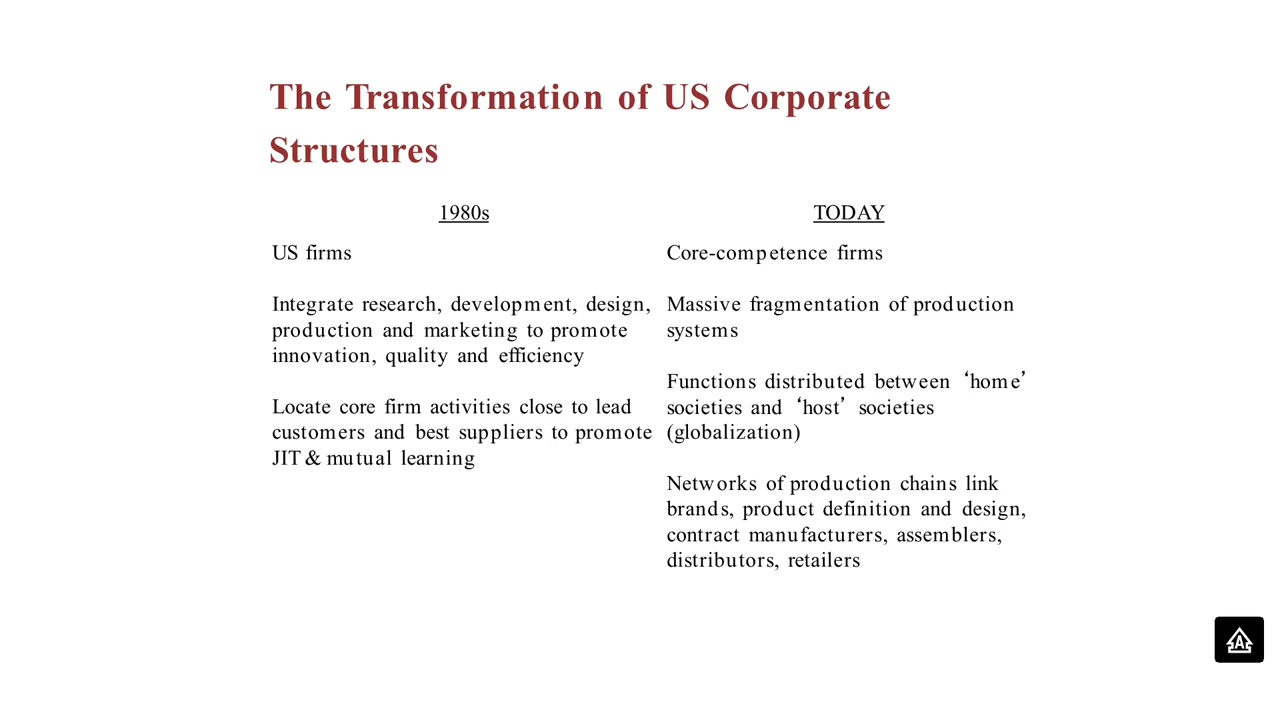 The Transformation of US Corporate
Structures
1980s
US firms
Integrate research, development, design,
production and marketing to promote
innovation, quality and efficiency
Locate core firm activities close to lead
customers and best suppliers to promote
JIT & mutual learning
TODAY
Core-competence firms
Massive fragmentation of production
systems
Functions distributed between ‘home’
societies and ‘host’ societies
(globalization)
Networks of production chains link
brands, product definition and design,
contract manufacturers, assemblers,
distributors, retailers
A